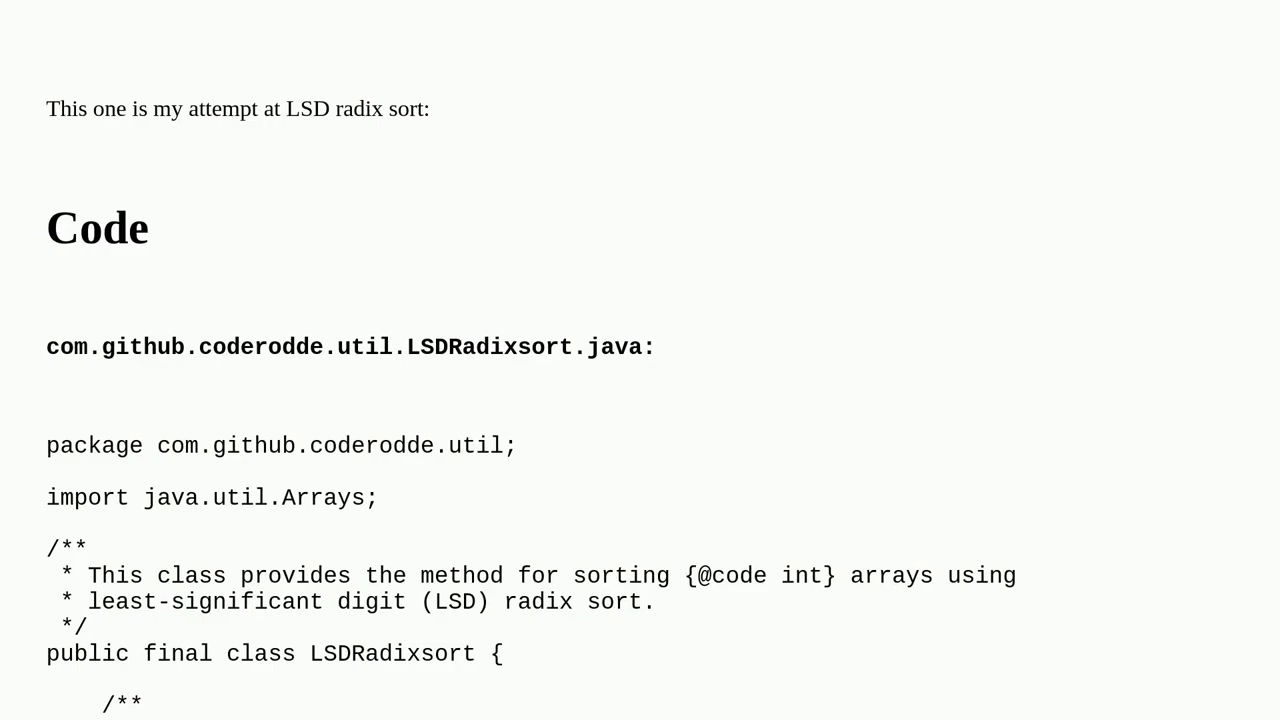 This one is my attempt at LSD radix sort:
Code
com.github.coderodde.util.LSDRadixsort.java:
package com.github.coderodde.util;
import java.util.Arrays;
/**
 * This class provides the method for sorting {@code int} arrays using
 * least-significant digit (LSD) radix sort.
 */
public final class LSDRadixsort {
    /**